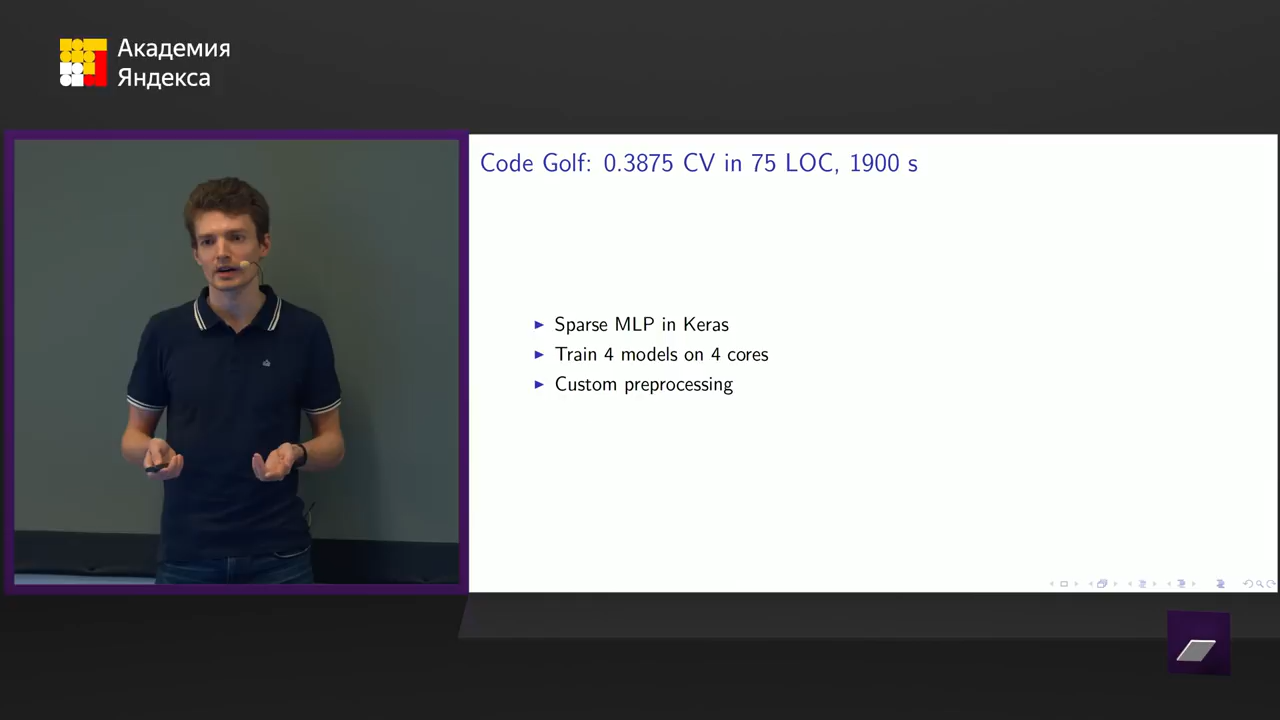 Академия
Яндекса
Code Golf: 0.3875 CV in 75 LOC, 1900 s
Sparse MLP in Keras
Train 4 models on 4 cores
Custom preprocessing